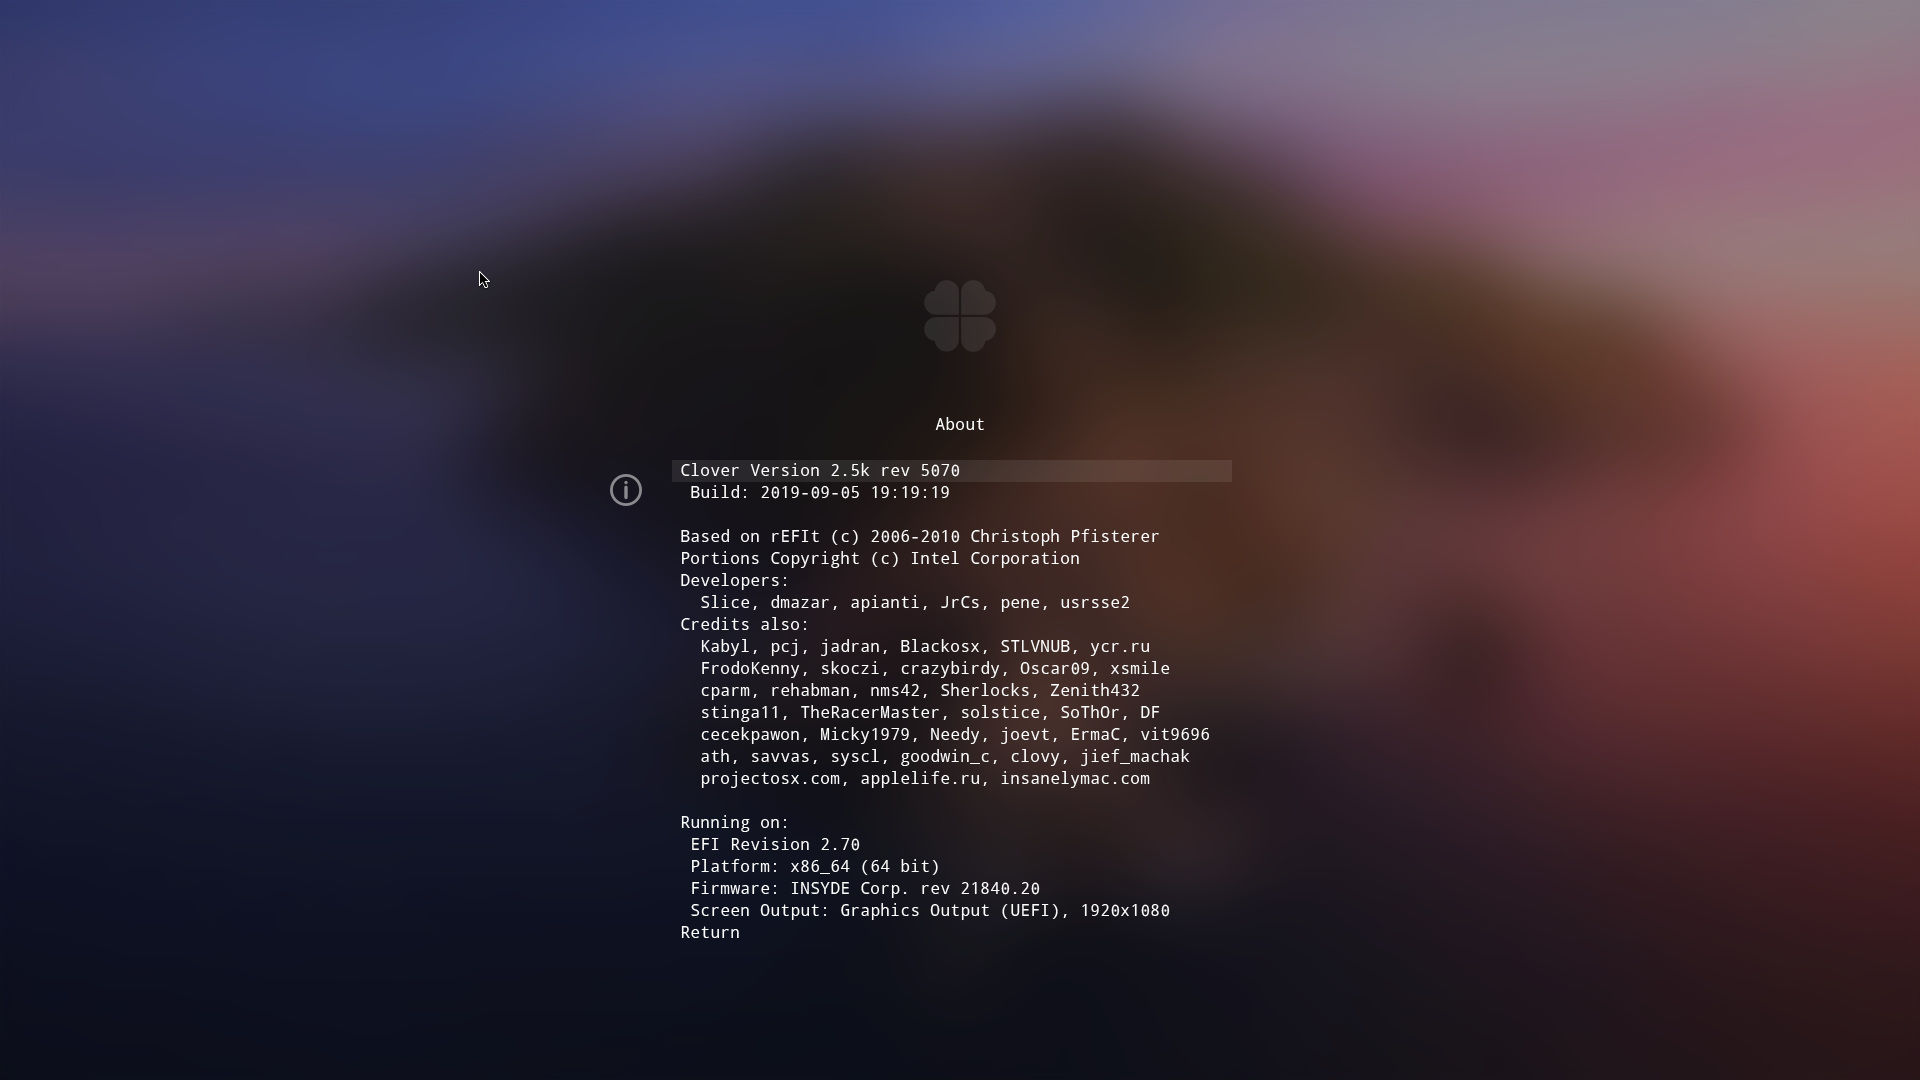 About
Clover Version 2.5k rev 5070
Build: 2019-09-05 19:19:19
Based on rEFIt (c) 2006-2010 Christoph Pfisterer
Portions Copyright (c) Intel Corporation
Developers:
Slice, dmazar, apianti, JrCs, pene, usrsse2
Credits also:
Kabyl, pcj, jadran, Blackosx, STLVNUB, ycr.ru
FrodoKenny, skoczi, crazybirdy, Oscar09, xsmile
cparm, rehabman, nms42, Sherlocks, Zenith432
stinga11, TheRacerMaster, solstice, SoThOr, DF
cecekpawon, Micky1979, Needy, joevt, ErmaC, vit9696
ath, savvas, syscl, goodwin_c, clovy, jief_machak
projectosx.com, applelife.ru, insanelymac.com
Running on:
EFI Revision 2.70
Platform: x86_64 (64 bit)
Firmware: INSYDE Corp. rev 21840.20
Screen Output: Graphics Output (UEFI), 1920x1080
Return